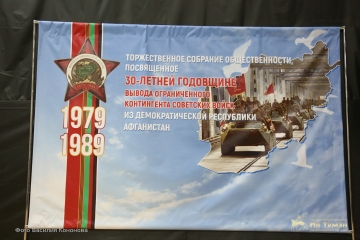 ТОРЖЕСТВЕННОЕ СОБРАНИЕ ОБЩЕСТВЕННОСТИ,
ПОСВЯЩЕННОЕ
30-ЛЕТНЕЙ ГОДОВЩИНЕ
ВЫВОДА ОГРАНИЧЕННОГО
КОНТИНГЕНТА СОВЕТСКИХ ВОЙСК
ИЗ ДЕМОКРАТИЧЕСКОЙ РЕСПУБЛИКИ
АФГАНИСТАН
1979
1989
Фото Василия Кононова